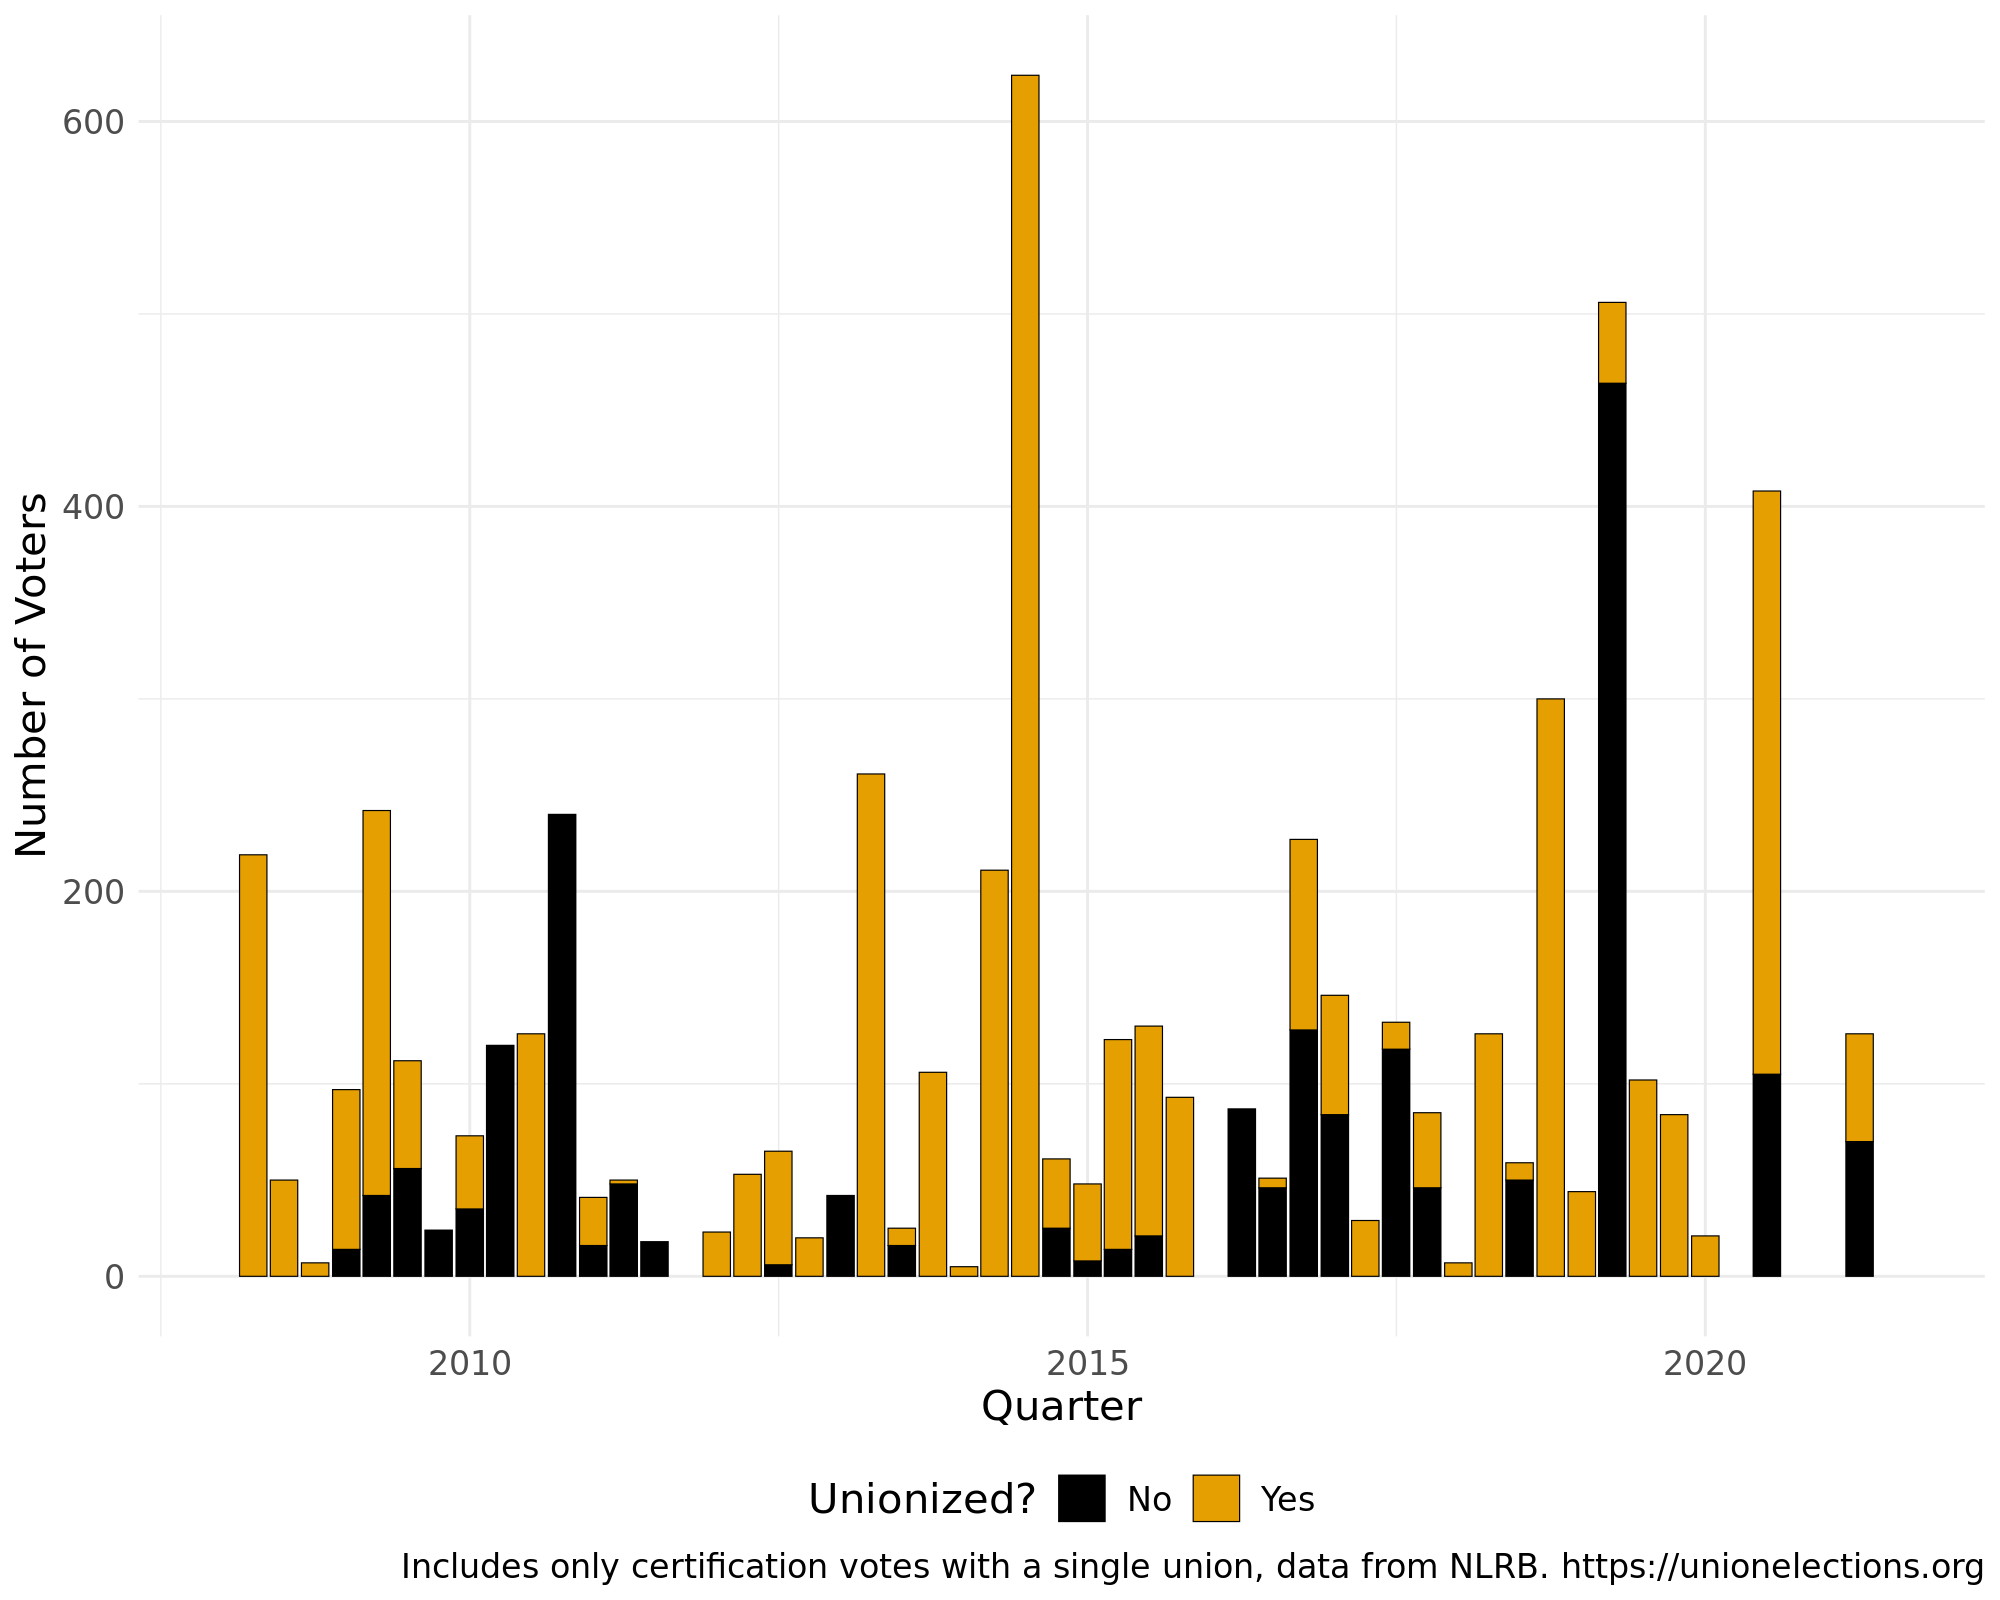 600
400
200
0
Number of Voters
2010 2015 2020
Quarter
Unionized? No Yes
Includes only certification votes with a single union, data from NLRB. https://unionelections.org